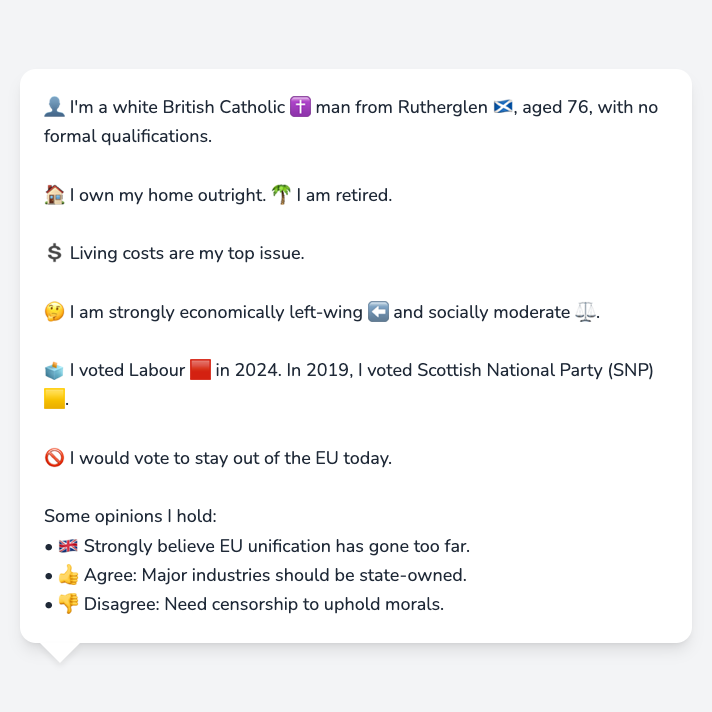 👤 I'm a white British Catholic ✝️ man from Rutherglen 🏴󠁧󠁢󠁳󠁣󠁴󠁿, aged 76, with no
formal qualifications.
🏠 I own my home outright. 🌴 I am retired.
💲 Living costs are my top issue.
🤔 I am strongly economically left-wing ⬅️ and socially moderate ⚖️.
🗳️ I voted Labour 🟥 in 2024. In 2019, I voted Scottish National Party (SNP)
🟨.
🚫 I would vote to stay out of the EU today.
Some opinions I hold:
• 🇬🇧 Strongly believe EU unification has gone too far.
• 👍 Agree: Major industries should be state-owned.
• 👎 Disagree: Need censorship to uphold morals.